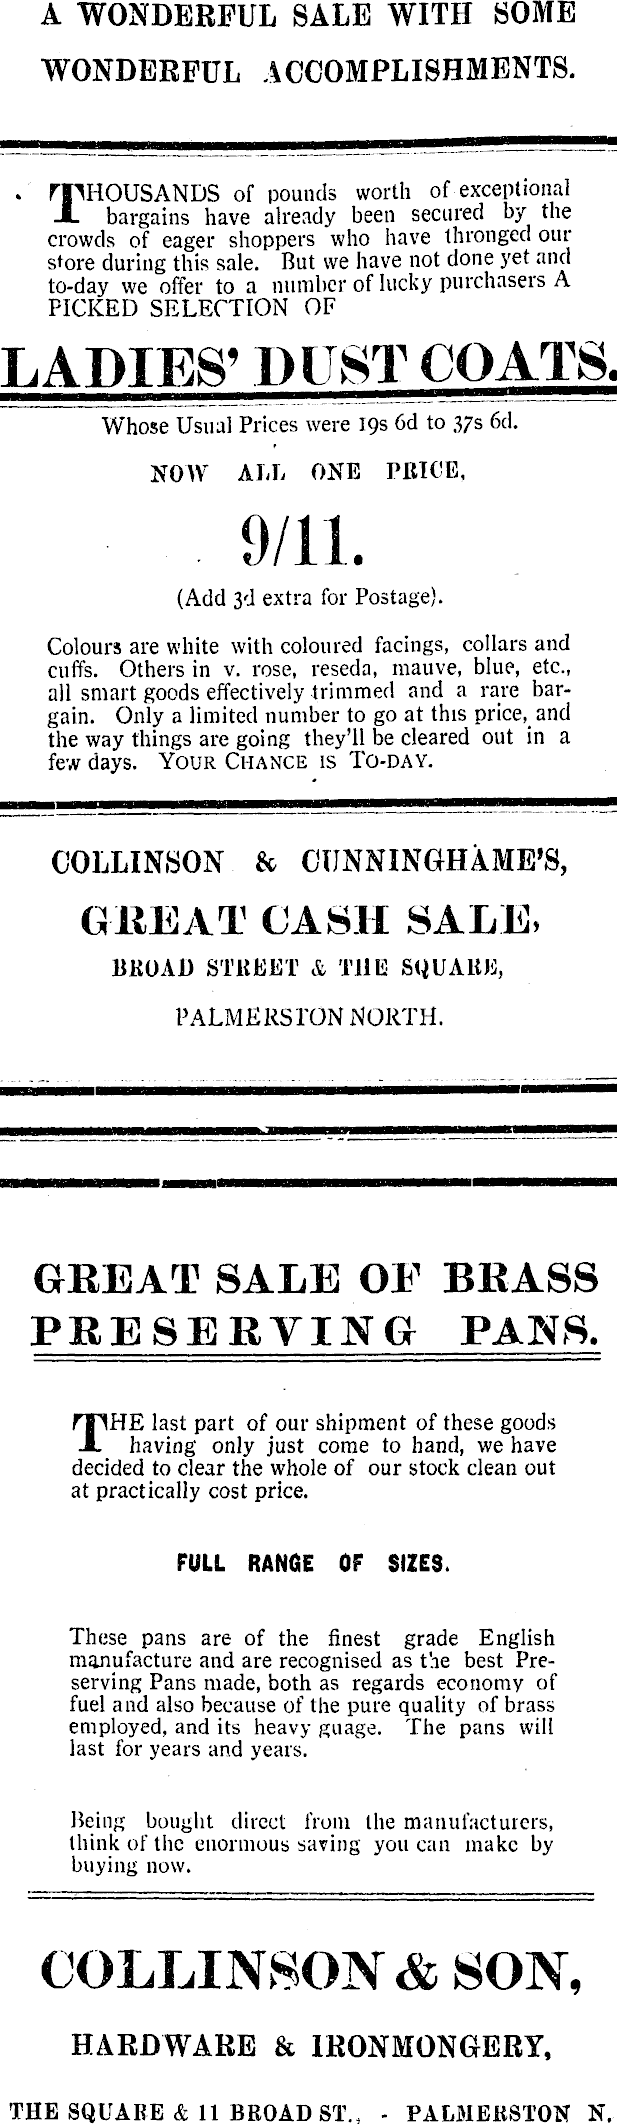 A WONDERFUL SALE WITH SOME
WONDERFUL ACCOMPLISHMENTS.
THOUSANDS of pounds worth of exceptional
bargains have already been secured by the
crowds of eager shoppers who have thronged our
store during this sale. But we have not done yet and
to-day we offer to a number of lucky purchasers A
PICKED SELECTION OF
LADIES' DUST COATS.
Whose Usual Prices were 19s 6d to 37s 6d.
NOW ALL ONE PRICE,
9/11.
(Add 3d extra for Postage).
Colours are white with coloured facings, collars and
cuffs. Others in v. rose, reseda, mauve, blue, etc.,
all smart goods effectively trimmed and a rare bar-
gain. Only a limited number to go at this price, and
the way things are going they'll be cleared out in a
few days. YOUR CHANCE IS TO-DAY.
COLLINSON & CUNNINGHAME'S,
GREAT CASH SALE,
BROAD STREET & THE SQUARE,
PALMERSTON NORTH.
GREAT SALE OF BRASS
PRESERVING PANS.
THE last part of our shipment of these goods
having only just come to hand, we have
decided to clear the whole of our stock clean out
at practically cost price.
FULL RANGE OF SIZES.
These pans are of the finest grade English
manufacture and are recognised as the best Pre-
serving Pans made, both as regards economy of
fuel and also because of the pure quality of brass
employed, and its heavy guage. The pans will
last for years and years.
Being bought direct from the manufacturers,
think of the enormous saving you can make by
buying now.
COLLINSON & SON,
HARDWARE & IRONMONGERY,
THE SQUARE & 11 BROAD ST., - PALMERSTON N.